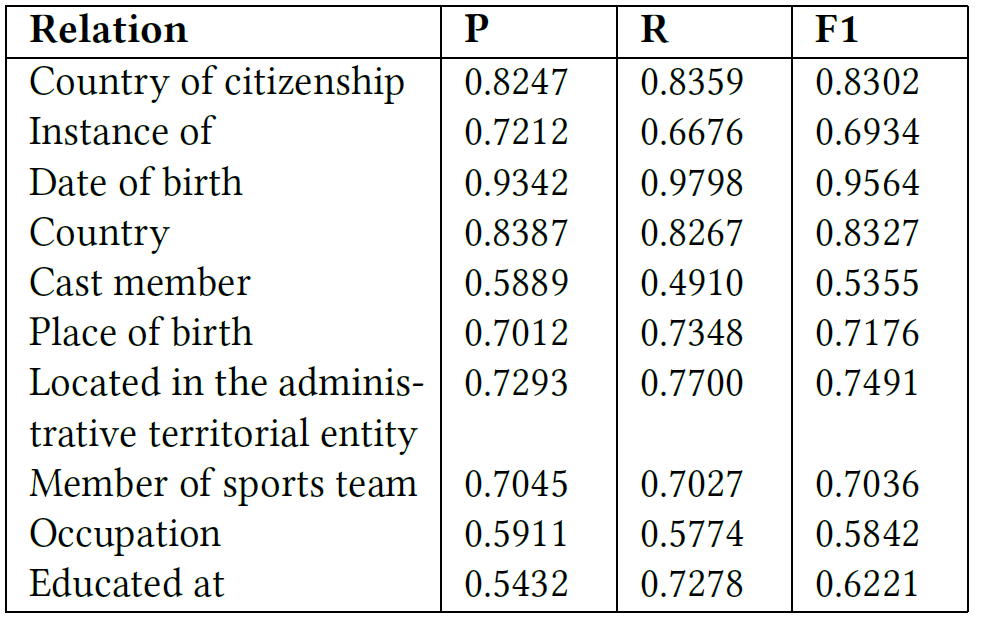 Relation P R F1
Country of citizenship 0.8247 0.8359 0.8302
Instance of 0.7212 0.6676 0.6934
Date of birth 0.9342 0.9798 0.9564
Country 0.8387 0.8267 0.8327
Cast member 0.5889 0.4910 0.5355
Place of birth 0.7012 0.7348 0.7176
Located in the adminis- 0.7293 0.7700 0.7491
trative territorial entity
Member of sports team 0.7045 0.7027 0.7036
Occupation 0.5911 0.5774 0.5842
Educated at 0.5432 0.7278 0.6221